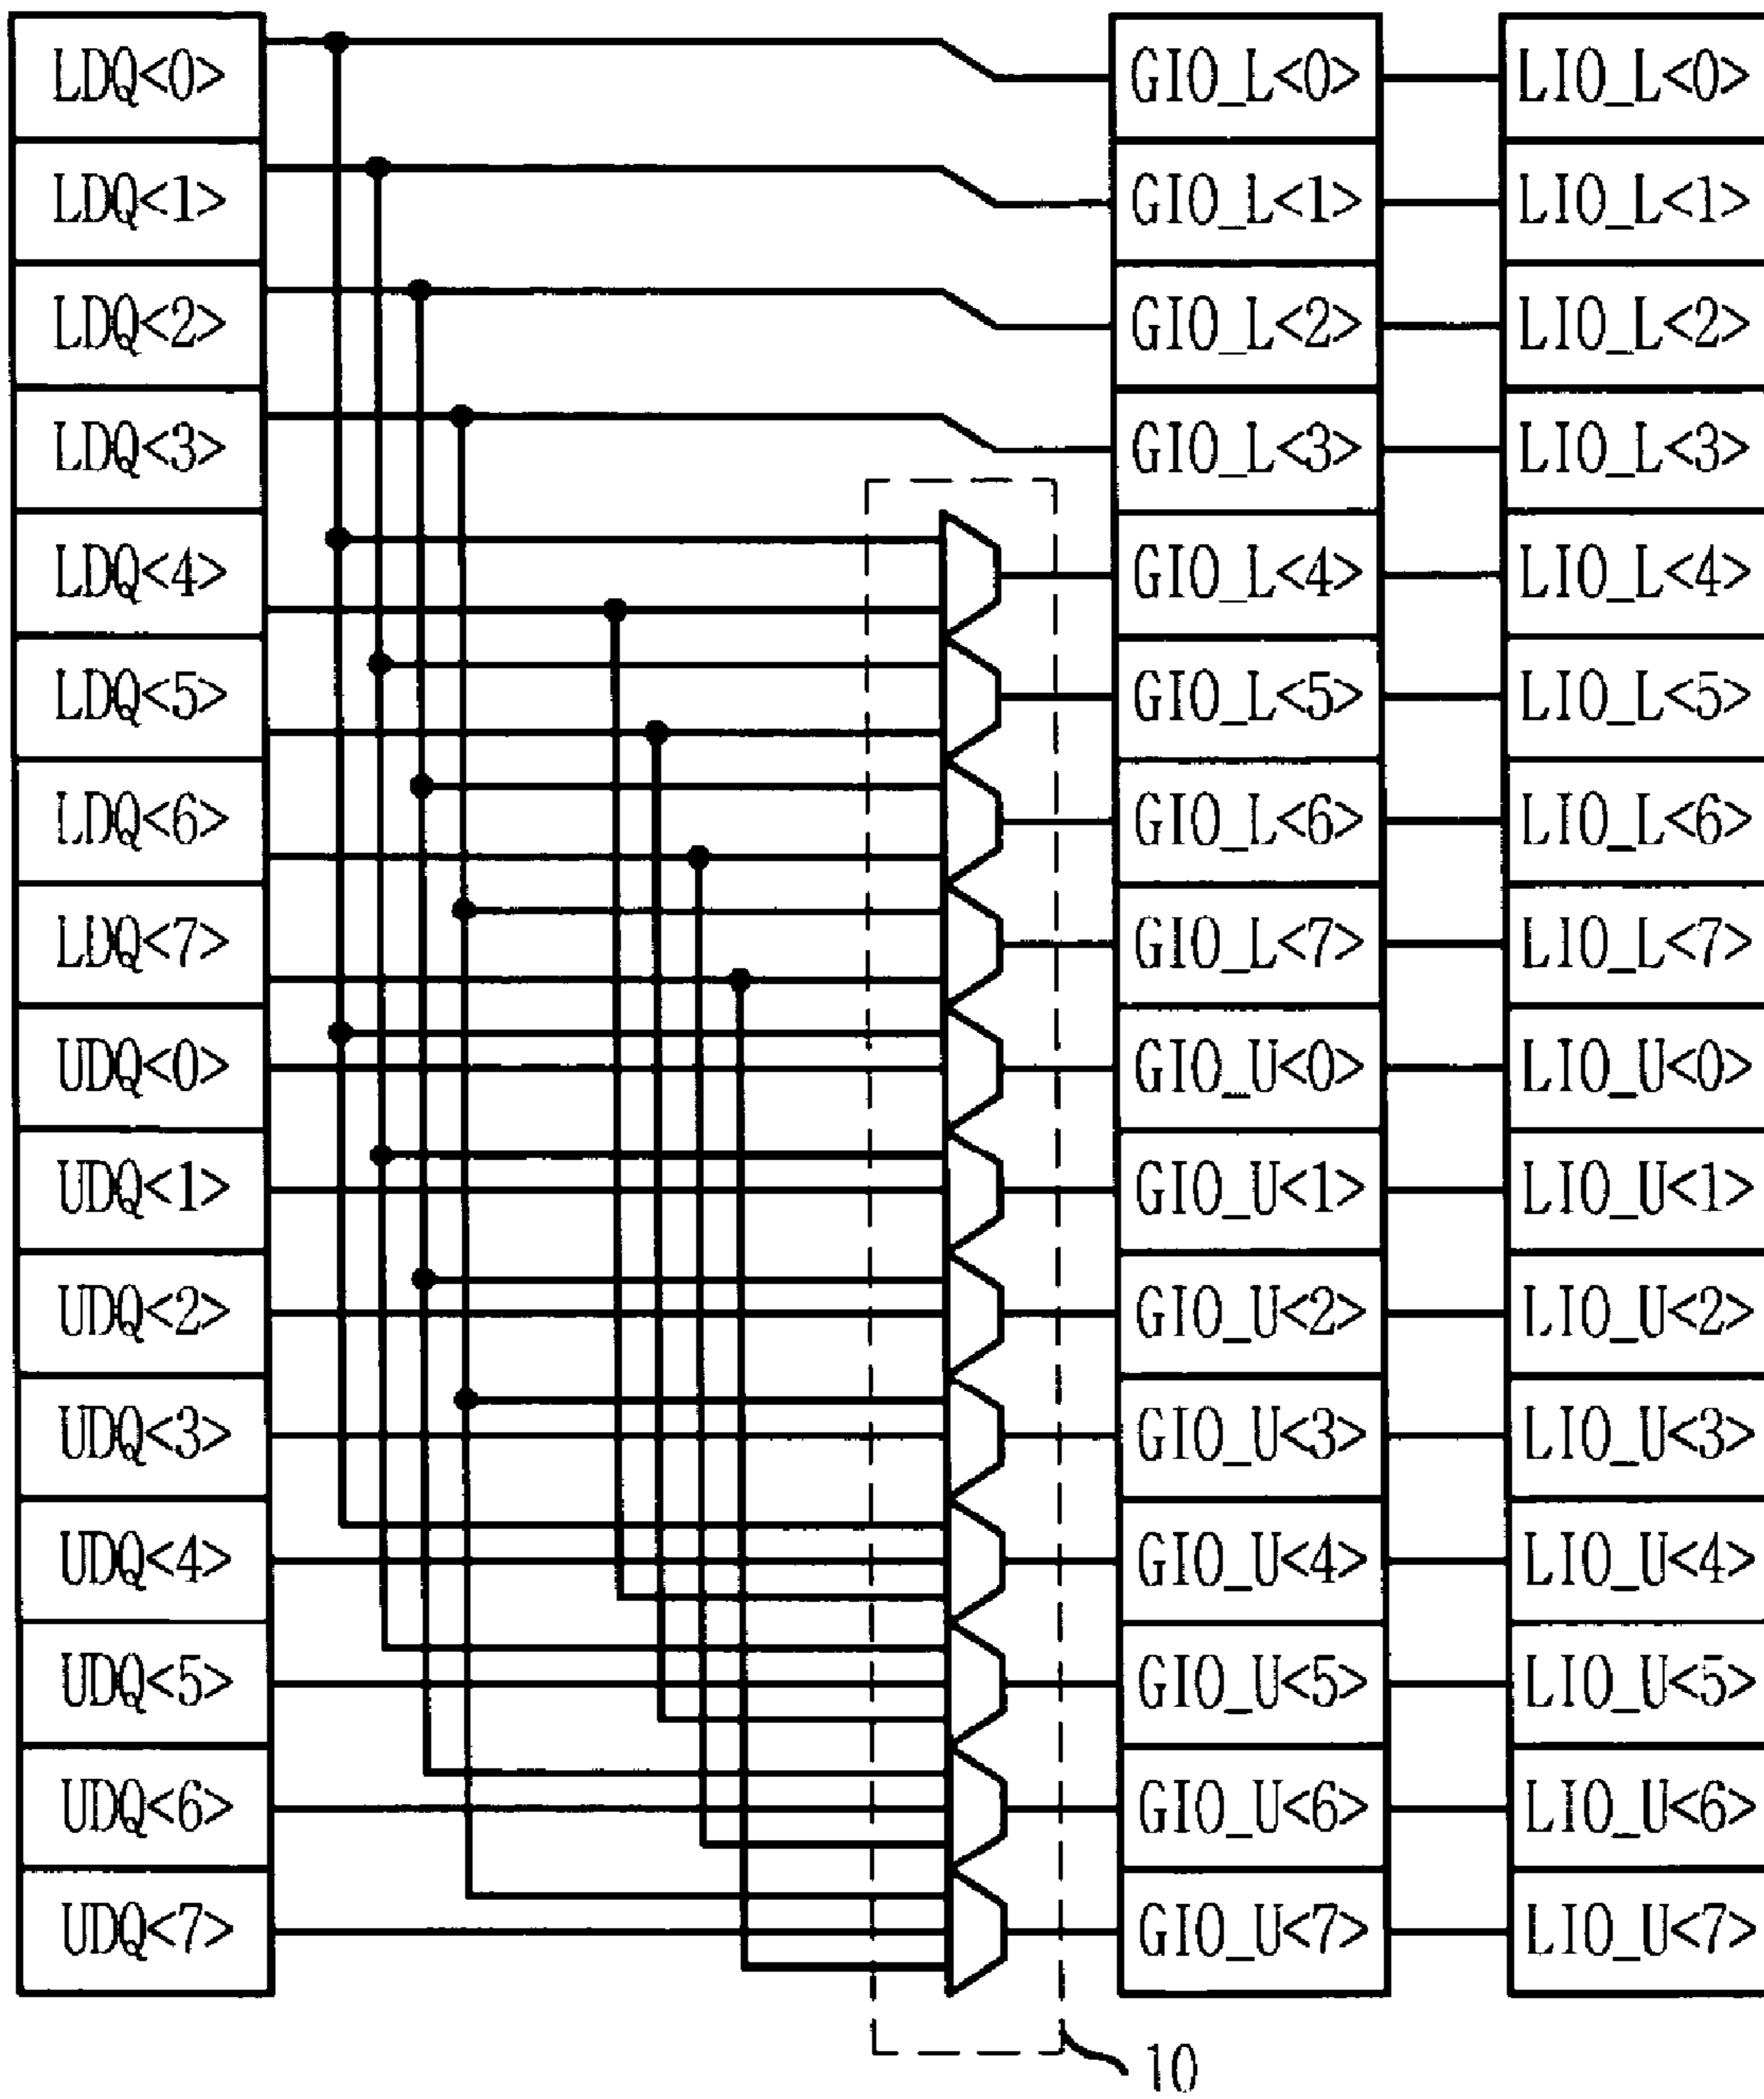 LDQ<0> GIO_L<0> LIO_L<0>
LDQ<1> GIO_L<1> LIO_L<1>
LDQ<2> GIO_L<2> LIO_L<2>
LDQ<3> GIO_L<3> LIO_L<3>
LDQ<4> GIO_L<4> LIO_L<4>
LDQ<5> GIO_L<5> LIO_L<5>
LDQ<6> GIO_L<6> LIO_L<6>
LDQ<7> GIO_L<7> LIO_L<7>
UDQ<0> GIO_U<0> LIO_U<0>
UDQ<1> GIO_U<1> LIO_U<1>
UDQ<2> GIO_U<2> LIO_U<2>
UDQ<3> GIO_U<3> LIO_U<3>
UDQ<4> GIO_U<4> LIO_U<4>
UDQ<5> GIO_U<5> LIO_U<5>
UDQ<6> GIO_U<6> LIO_U<6>
UDQ<7> GIO_U<7> LIO_U<7>
10